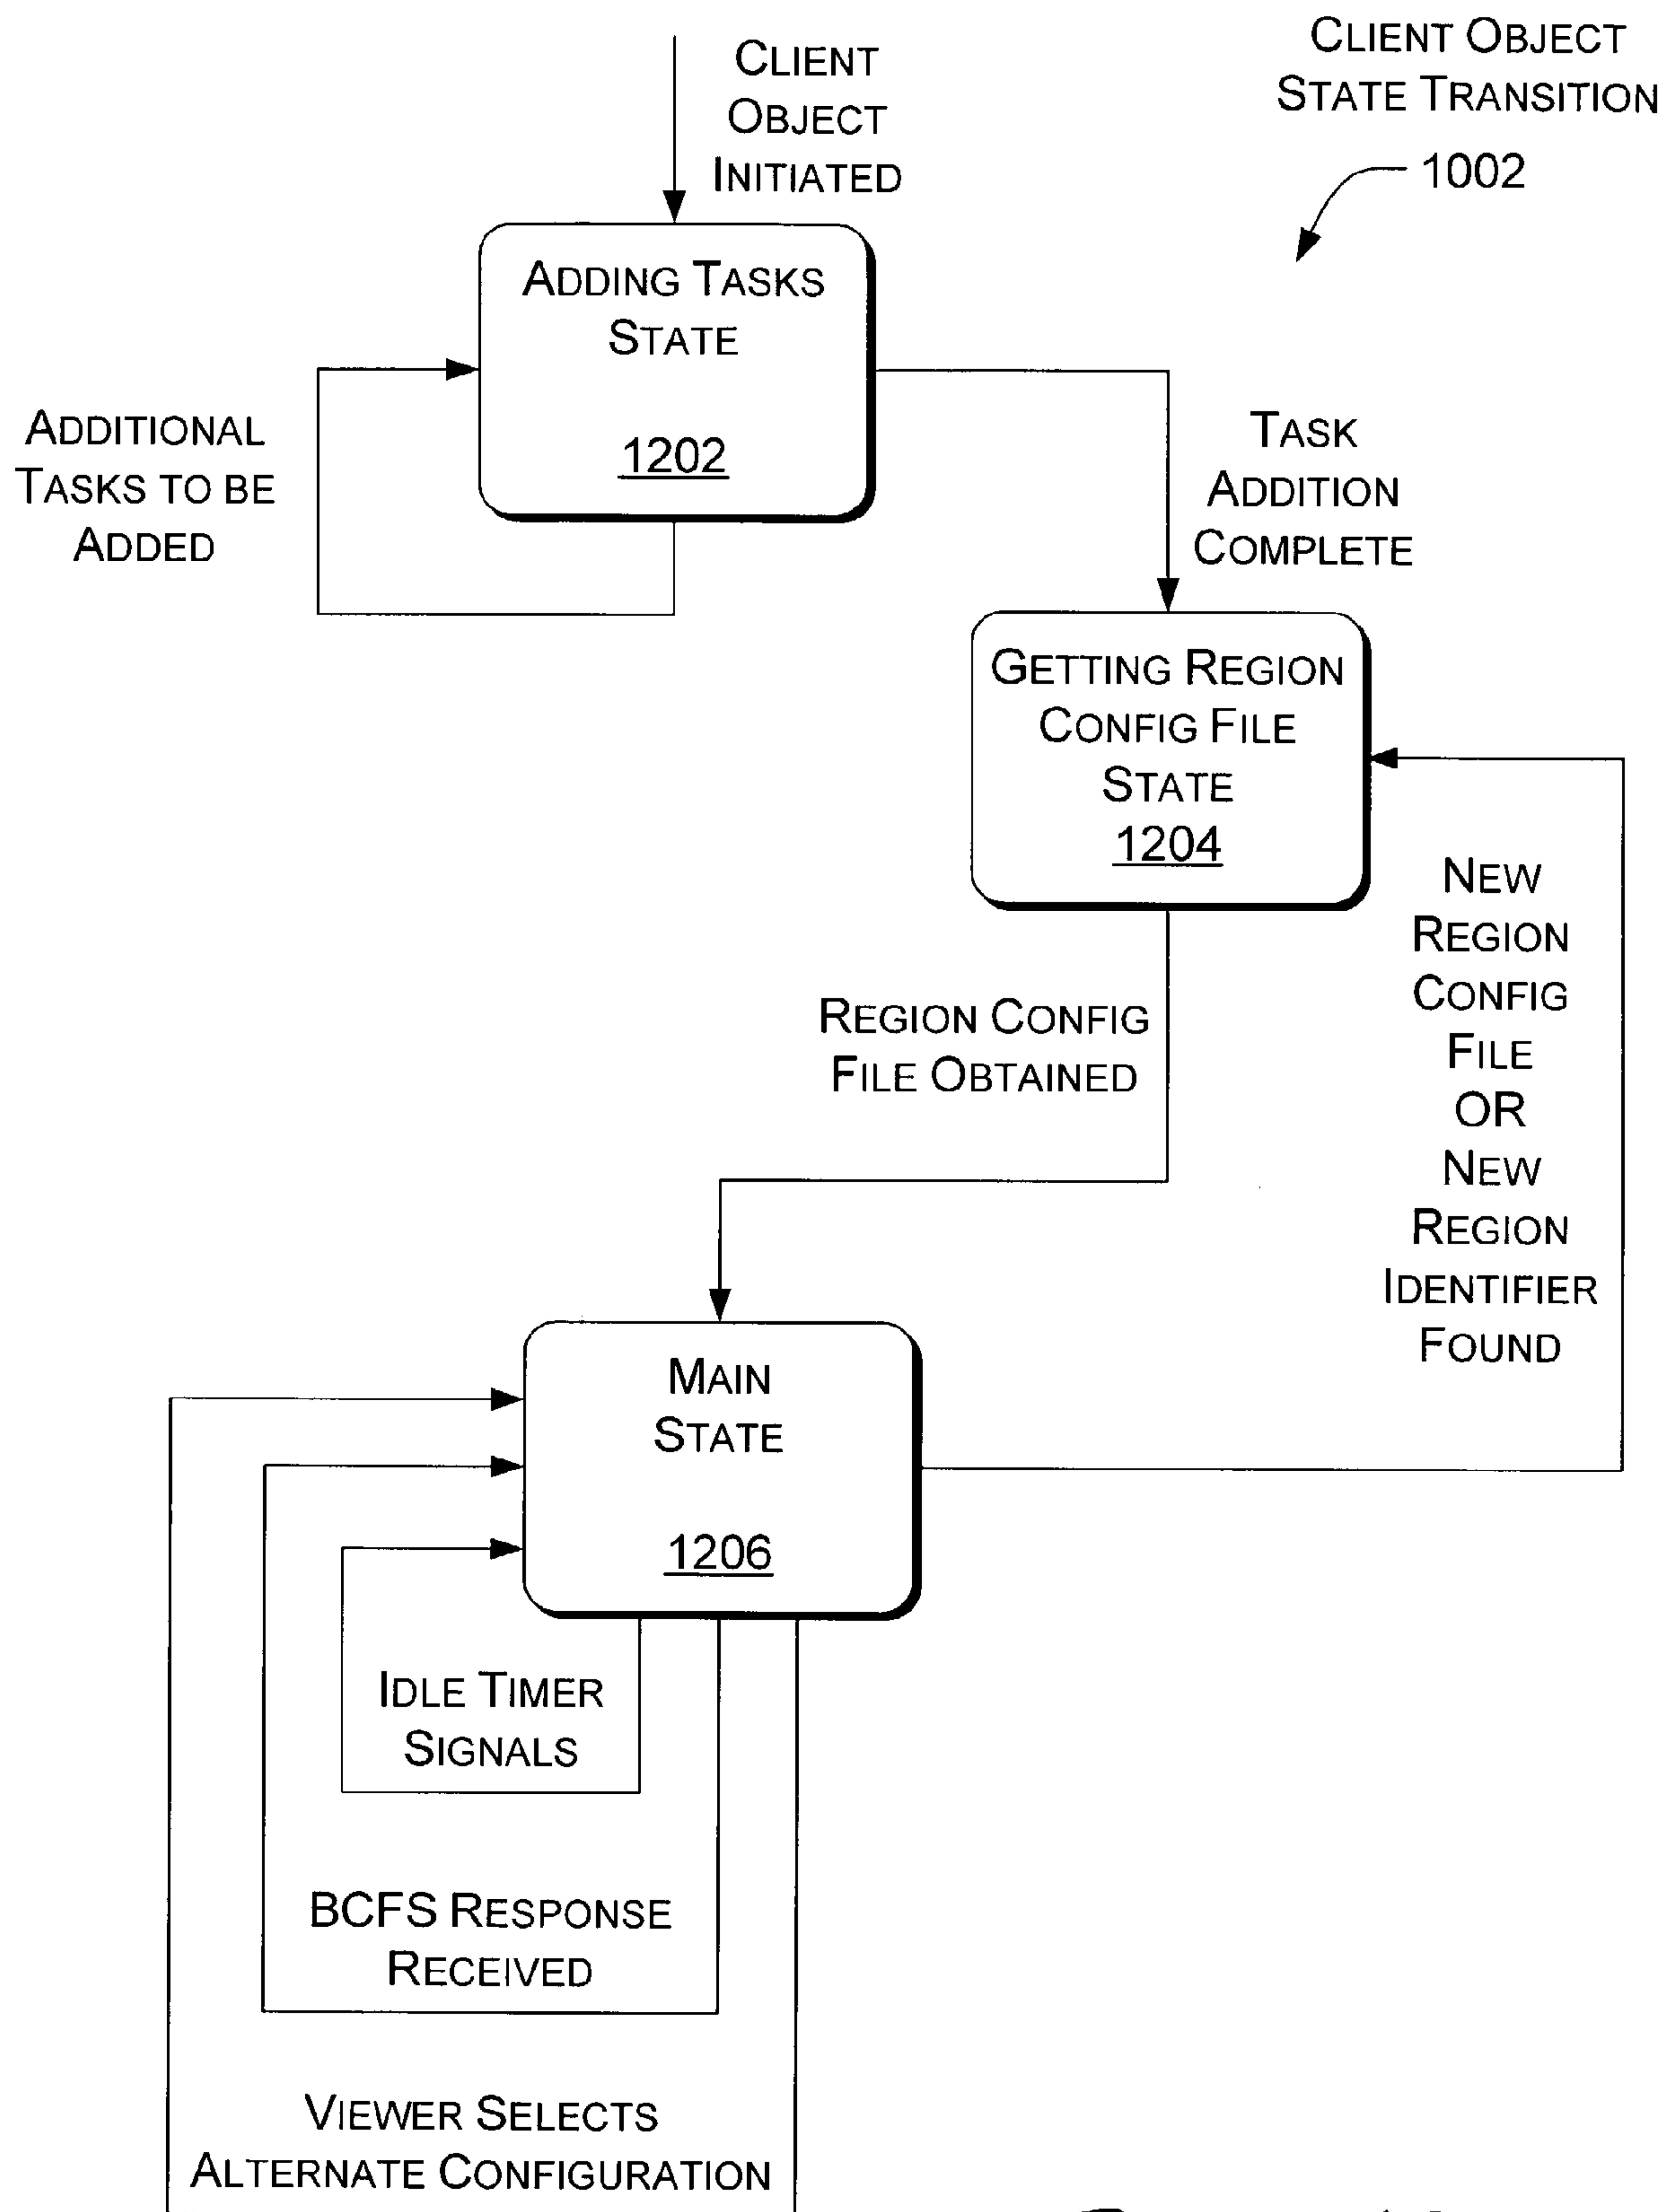 CLIENT OBJECT
STATE TRANSITION
1002
CLIENT
OBJECT
INITIATED
ADDING TASKS
STATE
1202
ADDITIONAL
TASKS TO BE
ADDED
TASK
ADDITION
COMPLETE
GETTING REGION
CONFIG FILE
STATE
1204
REGION CONFIG
FILE OBTAINED
NEW
REGION
CONFIG
FILE
OR
NEW
REGION
IDENTIFIER
FOUND
MAIN
STATE
1206
IDLE TIMER
SIGNALS
BCFS RESPONSE
RECEIVED
VIEWER SELECTS
ALTERNATE CONFIGURATION